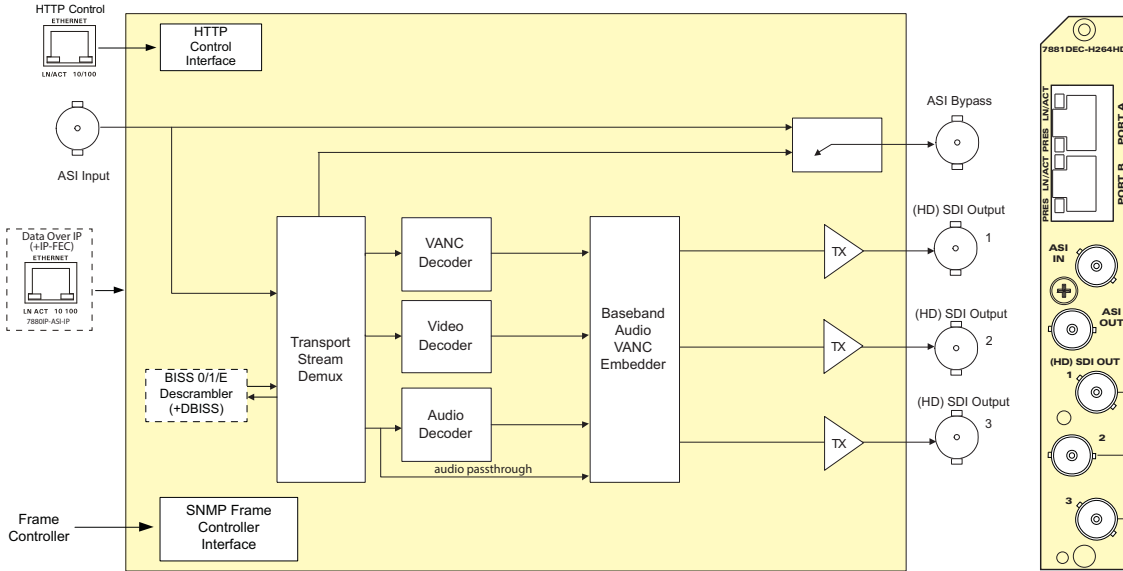 HTTP Control
ETHERNET
LN/ACT 10/100
HTTP
Control
Interface
ASI Input
ASI Bypass
Data Over IP
(+IP-FEC)
ETHERNET
LN ACT 10 100
7880IP-ASI-IP
BISS 0/1/E
Descrambler
(+DBISS)
Transport
Stream
Demux
VANC
Decoder
Video
Decoder
Audio
Decoder
audio passthrough
Baseband
Audio
VANC
Embedder
TX
TX
TX
(HD) SDI Output
1
(HD) SDI Output
2
(HD) SDI Output
3
Frame
Controller
SNMP Frame
Controller
Interface
7881DEC-H264HD
PRES LN/ACT
PORT A
PRES LN/ACT
PORT B
ASI
IN
ASI
OUT
(HD) SDI OUT
1
2
3